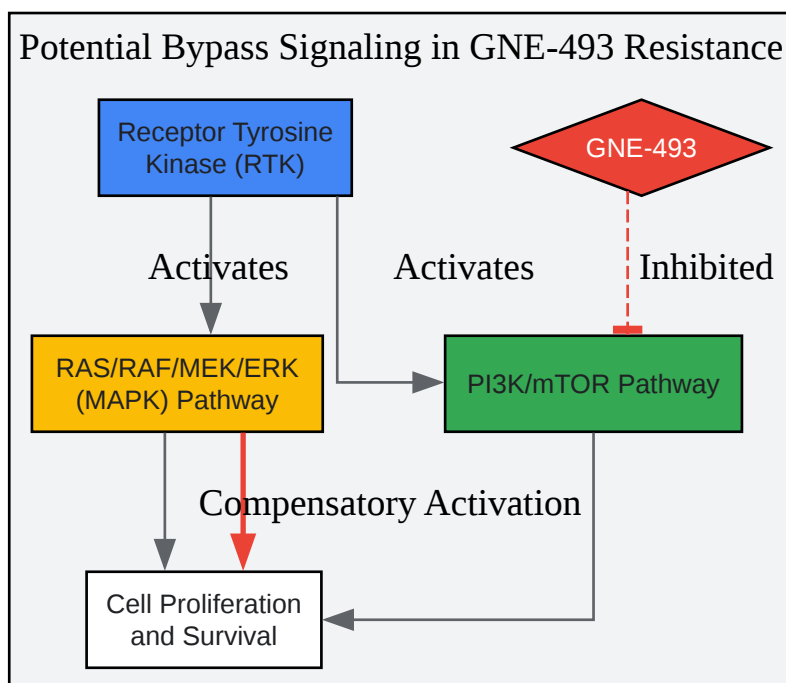 Potential Bypass Signaling in GNE-493 Resistance
Receptor Tyrosine
Kinase (RTK)
GNE-493
Activates
Activates
Inhibited
RAS/RAF/MEK/ERK
(MAPK) Pathway
PI3K/mTOR Pathway
Compensatory Activation
Cell Proliferation
and Survival